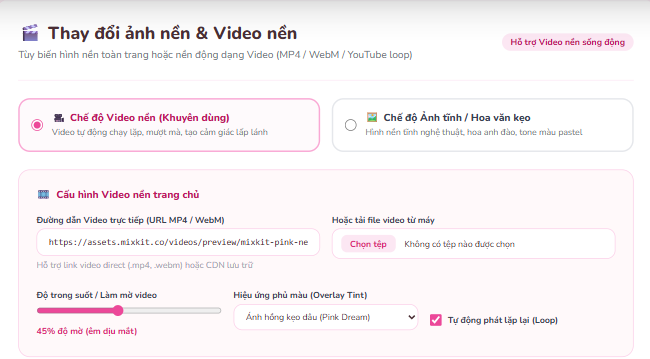 Thay đổi ảnh nền & Video nền
Tùy biến hình nền toàn trang hoặc nền động dạng Video (MP4 / WebM / YouTube loop)
Hỗ trợ Video nền sống động
Chế độ Video nền (Khuyên dùng)
Video tự động chạy lặp, mượt mà, tạo cảm giác lấp lánh
Chế độ Ảnh tĩnh / Hoa văn kẹo
Hình nền tĩnh nghệ thuật, hoa anh đào, tone màu pastel
Cấu hình Video nền trang chủ
Đường dẫn Video trực tiếp (URL MP4 / WebM)
https://assets.mixkit.co/videos/preview/mixkit-pink-ne
Hỗ trợ link video direct (.mp4, .webm) hoặc CDN lưu trữ
Hoặc tải file video từ máy
Chọn tệp Không có tệp nào được chọn
Độ trong suốt / Làm mờ video
45% độ mờ (êm dịu mắt)
Hiệu ứng phủ màu (Overlay Tint)
Ánh hồng kẹo dâu (Pink Dream)
Tự động phát lặp lại (Loop)